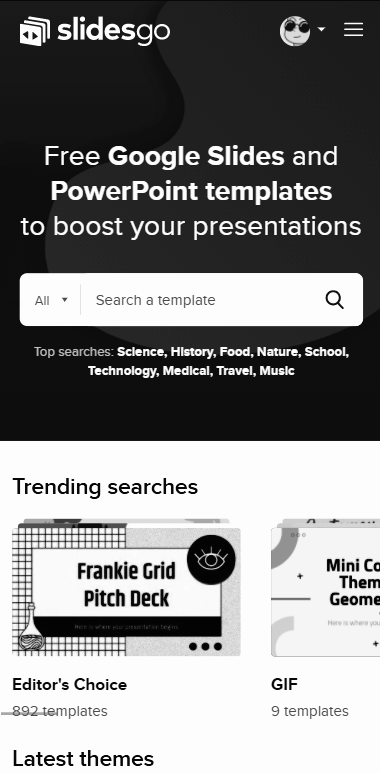 slidesgo
Free Google Slides and
PowerPoint templates
to boost your presentations
All
Search a template
Top searches: Science, History, Food, Nature, School,
Technology, Medical, Travel, Music
Trending searches
Frankie Grid
Pitch Deck
Here is where your presentation begins
Mini Co
Them
Geome
Here is where your
Editor's Choice
892 templates
GIF
9 templates
Latest themes